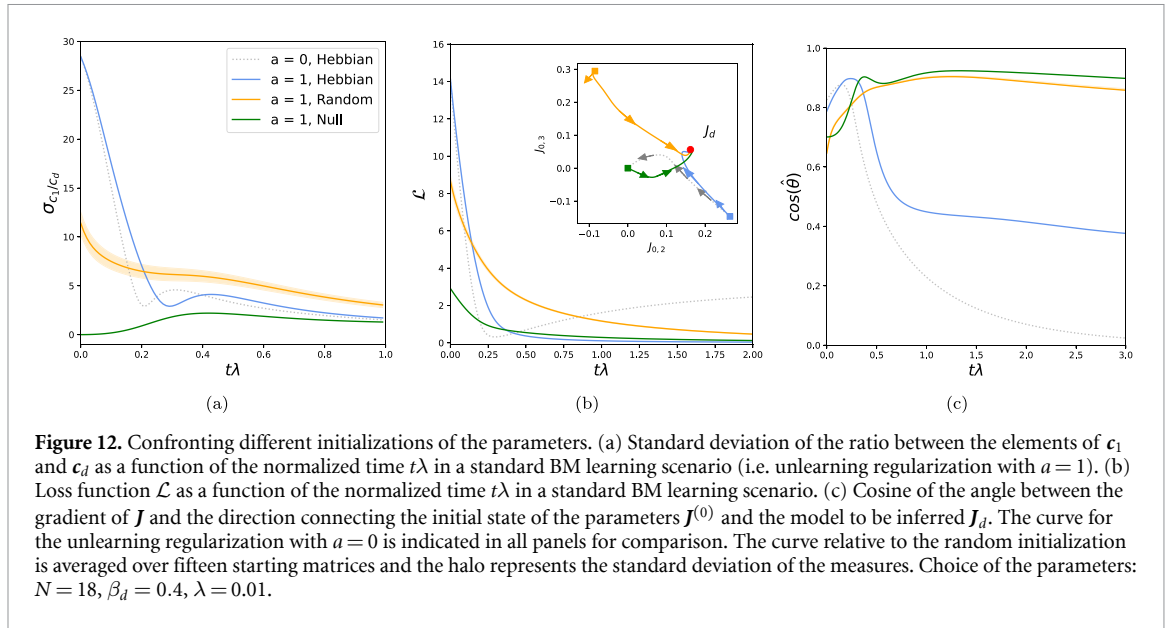 30
25
20
15
10
5
0
σ_{c_1/c_d}
0.0 0.2 0.4 0.6 0.8 1.0
tλ
a = 0, Hebbian
a = 1, Hebbian
a = 1, Random
a = 1, Null
(a)
16
14
12
10
8
6
4
2
0
ℒ
0.00 0.25 0.50 0.75 1.00 1.25 1.50 1.75 2.00
tλ
0.3
0.2
0.1
0.0
−0.1
J_{0,3}
−0.1 0.0 0.1 0.2
J_{0,2}
J_d
(b)
1.0
0.8
0.6
0.4
0.2
0.0
cos(θ̂)
0.0 0.5 1.0 1.5 2.0 2.5 3.0
tλ
(c)
Figure 12. Confronting different initializations of the parameters. (a) Standard deviation of the ratio between the elements of c₁
and c_d as a function of the normalized time tλ in a standard BM learning scenario (i.e. unlearning regularization with a = 1). (b)
Loss function ℒ as a function of the normalized time tλ in a standard BM learning scenario. (c) Cosine of the angle between the
gradient of J and the direction connecting the initial state of the parameters J⁽⁰⁾ and the model to be inferred J_d. The curve for
the unlearning regularization with a = 0 is indicated in all panels for comparison. The curve relative to the random initialization
is averaged over fifteen starting matrices and the halo represents the standard deviation of the measures. Choice of the parameters:
N = 18, β_d = 0.4, λ = 0.01.